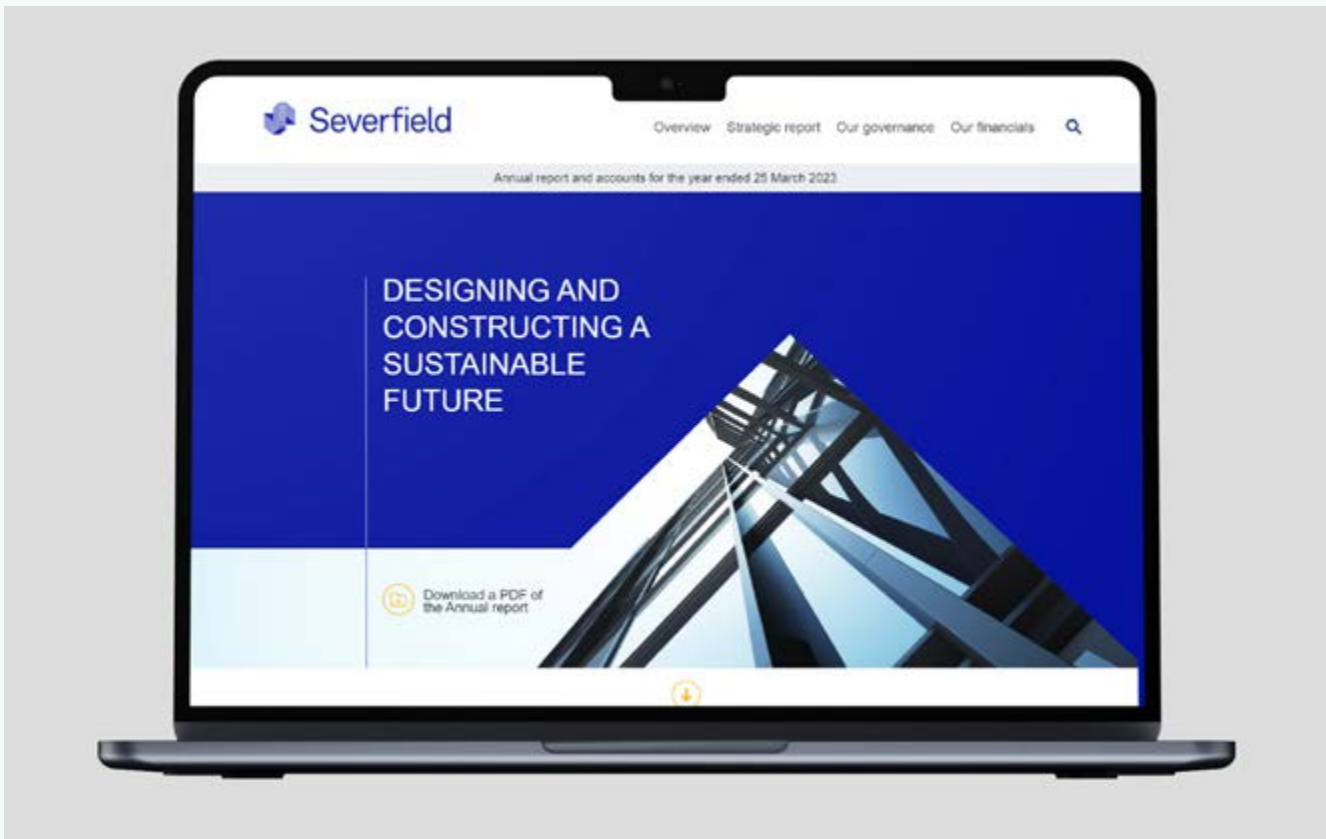 Severfield
Overview Strategic report Our governance Our financials
Annual report and accounts for the year ended 25 March 2023
DESIGNING AND
CONSTRUCTING A
SUSTAINABLE
FUTURE
Download a PDF of
the Annual report